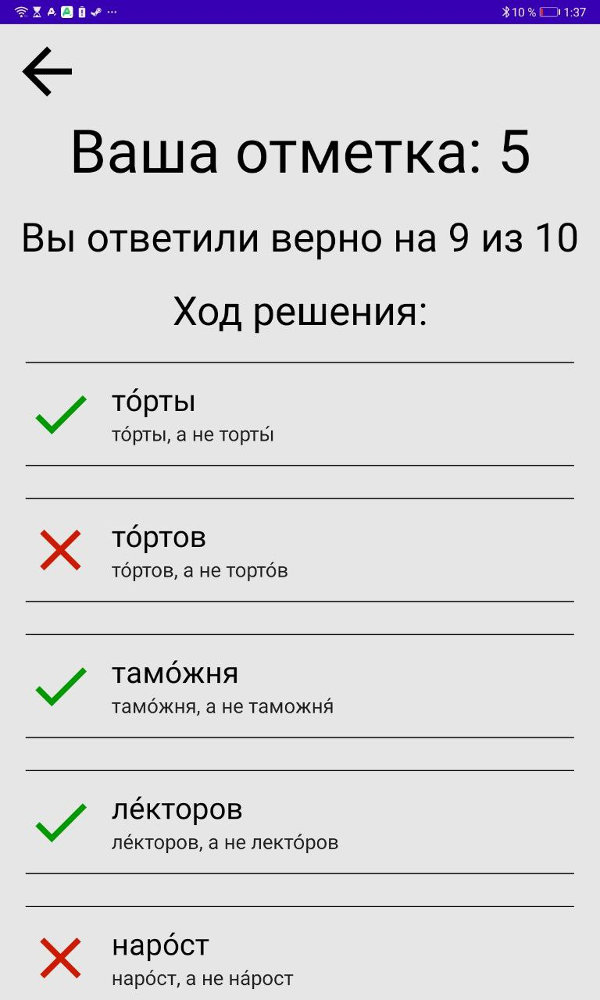 10 % 1:37
Ваша отметка: 5
Вы ответили верно на 9 из 10
Ход решения:
то́рты
то́рты, а не торты́
то́ртов
то́ртов, а не торто́в
тамо́жня
тамо́жня, а не таможня́
ле́кторов
ле́кторов, а не лекто́ров
наро́ст
наро́ст, а не на́рост